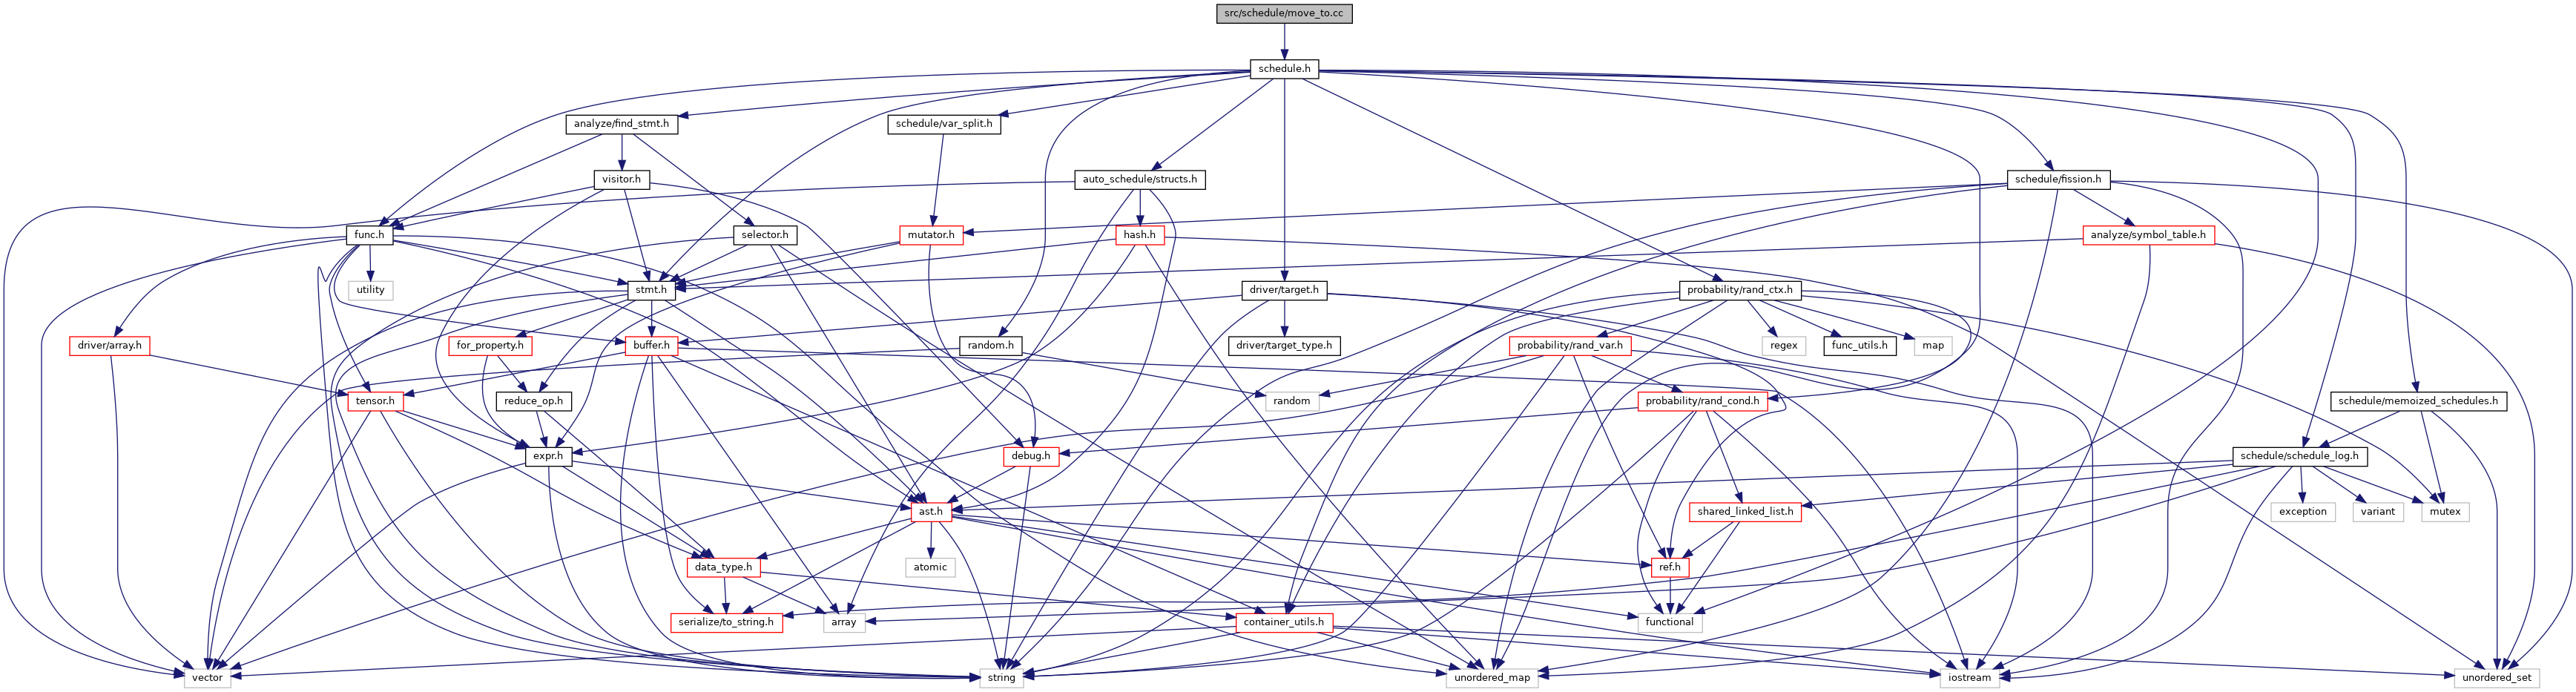 src/schedule/move_to.cc
schedule.h
analyze/find_stmt.h
schedule/var_split.h
visitor.h
auto_schedule/structs.h
schedule/fission.h
func.h
selector.h
mutator.h
hash.h
analyze/symbol_table.h
utility
stmt.h
driver/target.h
probability/rand_ctx.h
driver/array.h
for_property.h
buffer.h
random.h
driver/target_type.h
probability/rand_var.h
regex
func_utils.h
map
tensor.h
reduce_op.h
random
probability/rand_cond.h
schedule/memoized_schedules.h
expr.h
debug.h
schedule/schedule_log.h
ast.h
shared_linked_list.h
exception
variant
mutex
data_type.h
atomic
ref.h
serialize/to_string.h
array
container_utils.h
functional
vector
string
unordered_map
iostream
unordered_set